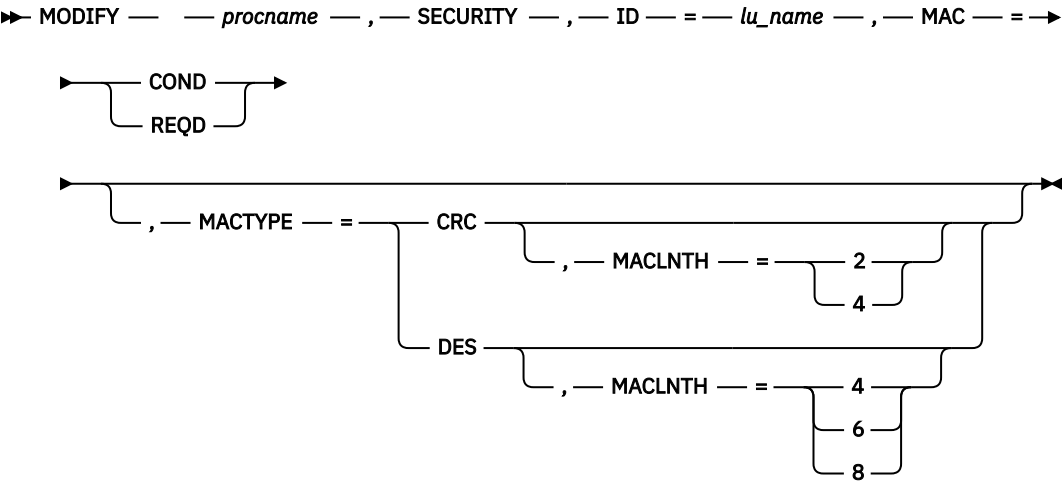 MODIFY procname , SECURITY , ID = lu_name , MAC =
COND
REQD
, MACTYPE = CRC
, MACLNTH = 2
4
DES
, MACLNTH = 4
6
8